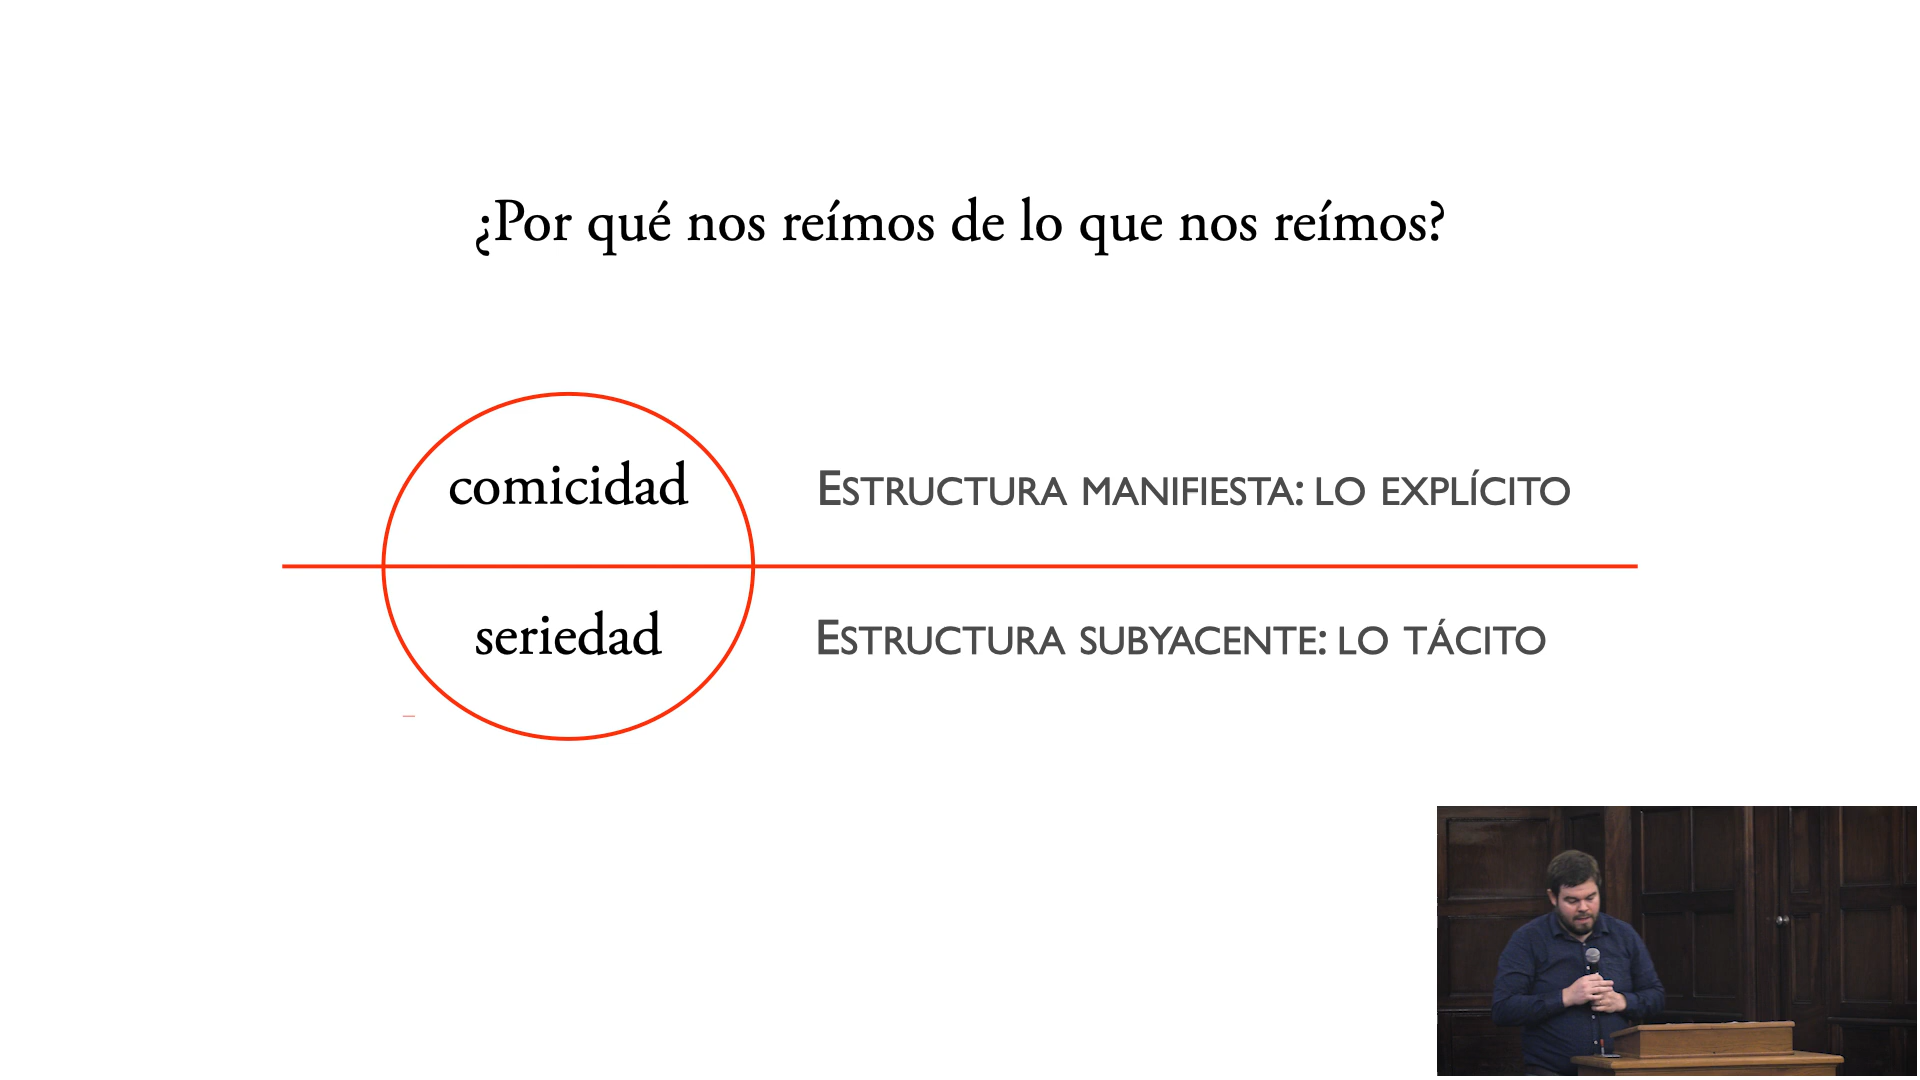 ¿Por qué nos reímos de lo que nos reímos?
comicidad
ESTRUCTURA MANIFIESTA: LO EXPLÍCITO
seriedad
ESTRUCTURA SUBYACENTE: LO TÁCITO